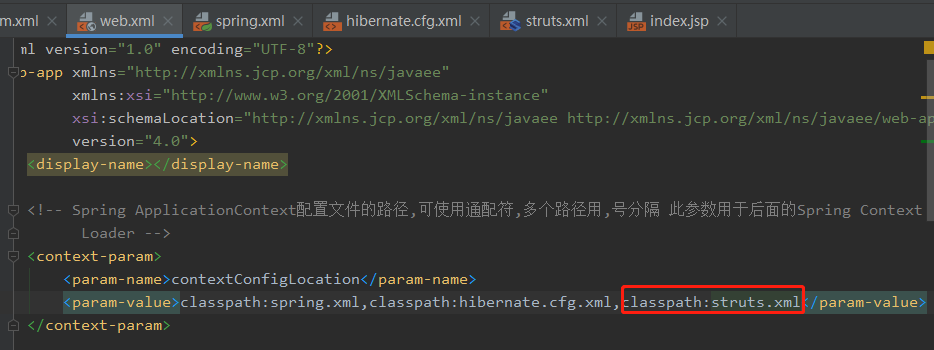 m.xml × web.xml × spring.xml × hibernate.cfg.xml × struts.xml × index.jsp ×
ml version="1.0" encoding="UTF-8"?>
b-app xmlns="http://xmlns.jcp.org/xml/ns/javaee"
xmlns:xsi="http://www.w3.org/2001/XMLSchema-instance"
xsi:schemaLocation="http://xmlns.jcp.org/xml/ns/javaee http://xmlns.jcp.org/xml/ns/javaee/web-ap
version="4.0">
<display-name></display-name>
<!-- Spring ApplicationContext配置文件的路径,可使用通配符,多个路径用,号分隔 此参数用于后面的Spring Context
Loader -->
<context-param>
<param-name>contextConfigLocation</param-name>
<param-value>classpath:spring.xml,classpath:hibernate.cfg.xml,classpath:struts.xml</param-value>
</context-param>